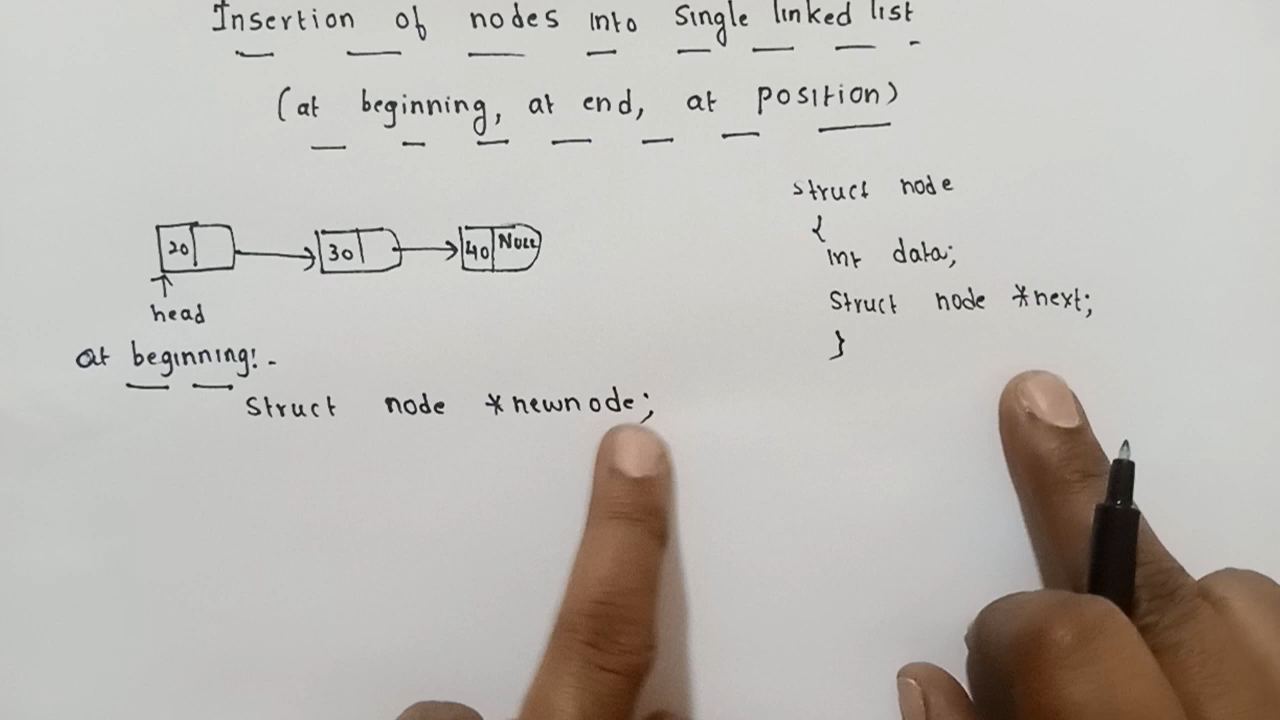 Insertion of nodes into single linked list
(at beginning, at end, at position)
struct node
{
int data;
struct node *next;
}
20 30 40 NULL
head
at beginning:-
struct node *newnode;